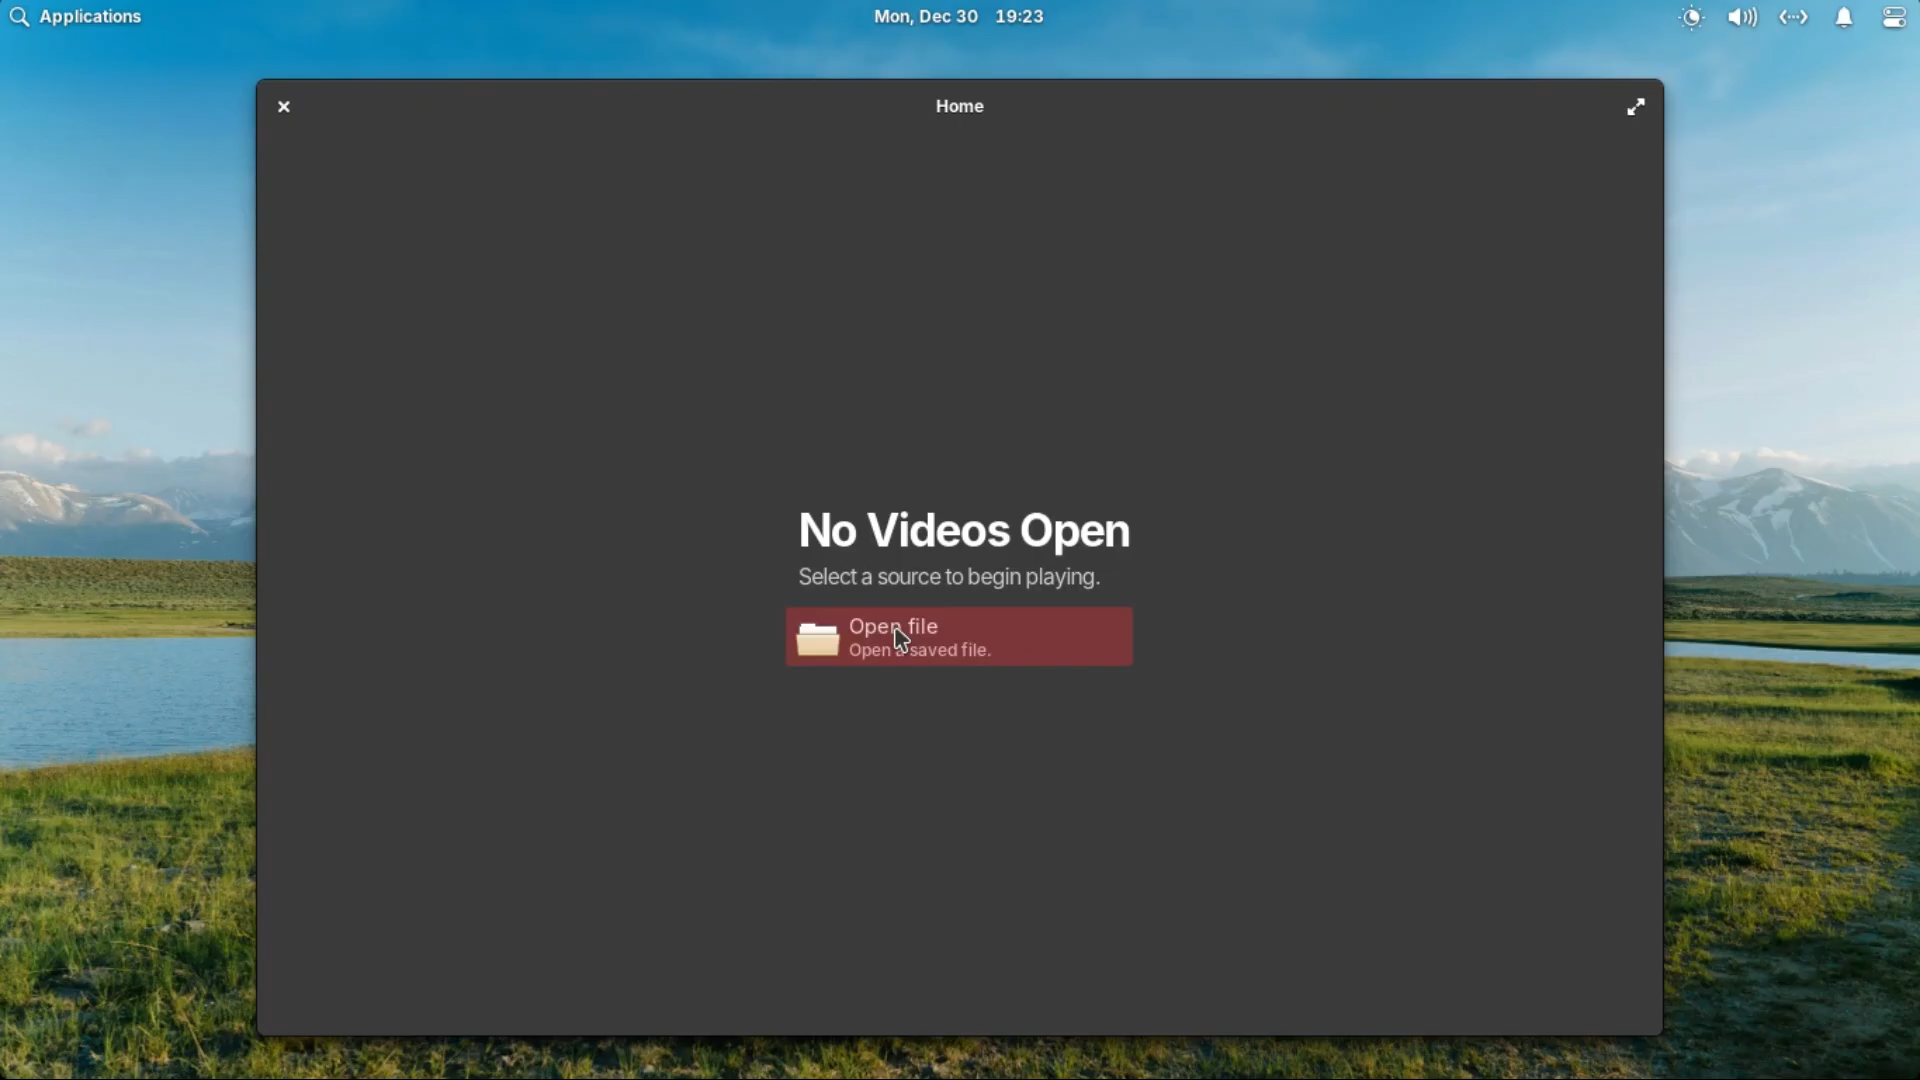 Applications
Mon, Dec 30 19:23
Home
No Videos Open
Select a source to begin playing.
Open file
Open a saved file.